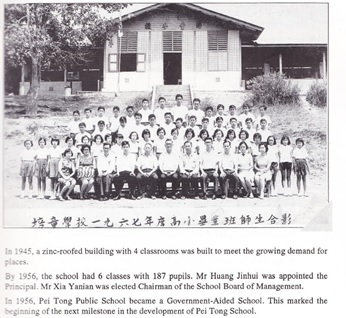 培童學校一九六七年度高小畢業班師生合影
In 1945, a zinc-roofed building with 4 classrooms was built to meet the growing demand for
places.
By 1956, the school had 6 classes with 187 pupils. Mr Huang Jinhui was appointed the
Principal. Mr Xia Yanian was elected Chairman of the School Board of Management.
In 1956, Pei Tong Public School became a Government-Aided School. This marked the
beginning of the next milestone in the development of Pei Tong School.